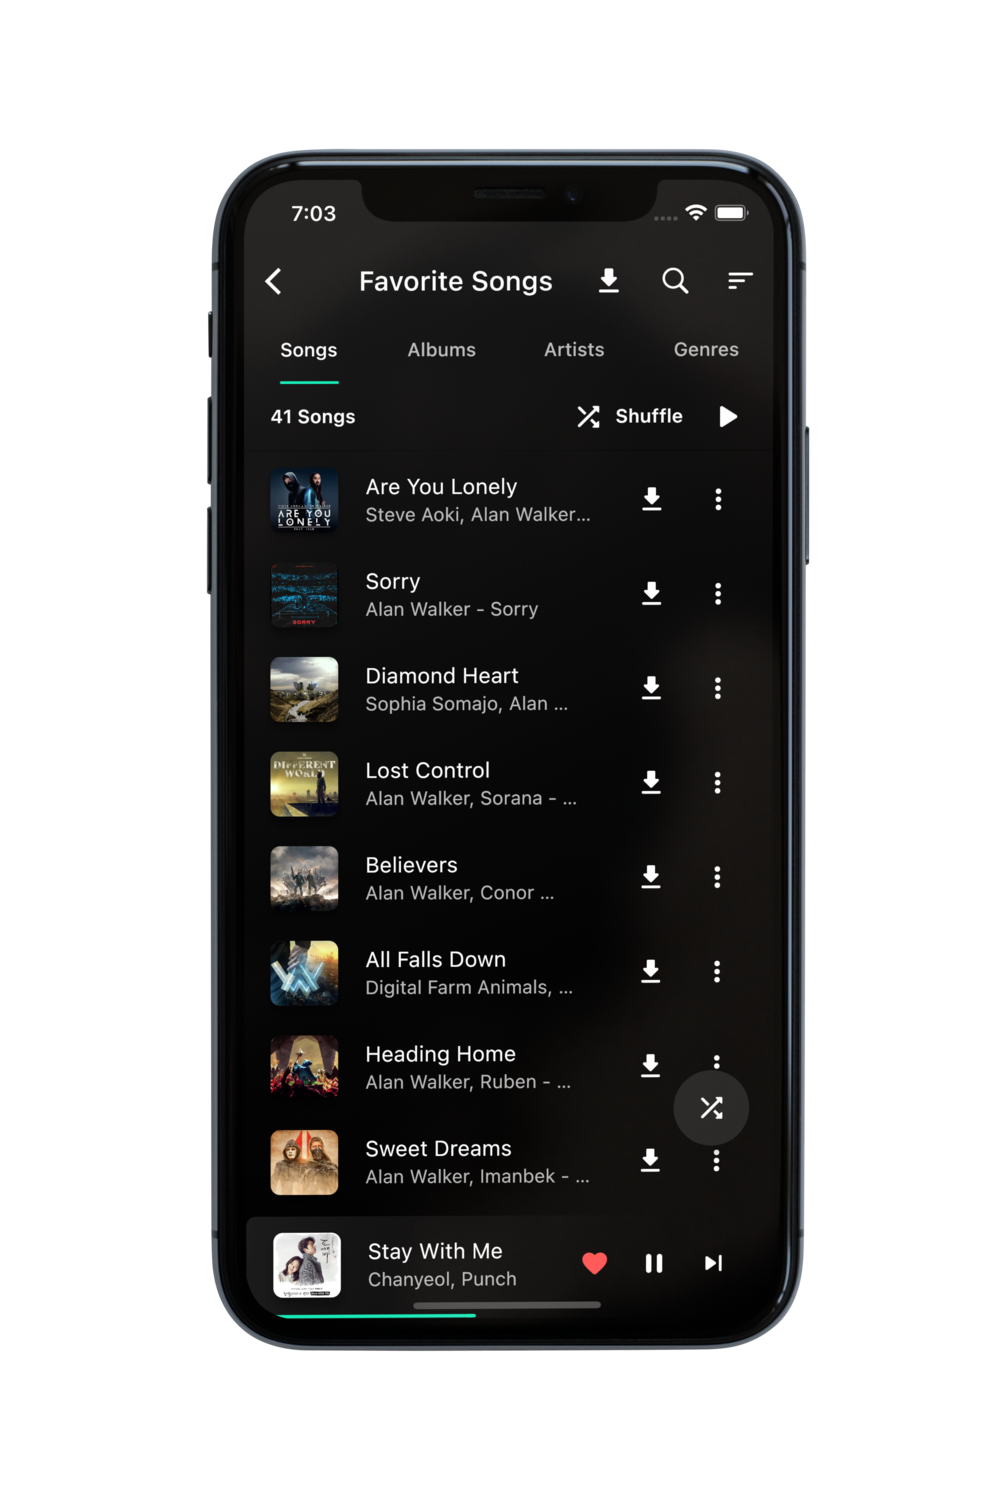 7:03
Favorite Songs
Songs Albums Artists Genres
41 Songs Shuffle
ARE YOU
LONELY
Are You Lonely
Steve Aoki, Alan Walker...
SORRY
Sorry
Alan Walker - Sorry
Diamond Heart
Sophia Somajo, Alan ...
DIFFERENT
WORLD
Lost Control
Alan Walker, Sorana - ...
Believers
Alan Walker, Conor ...
All Falls Down
Digital Farm Animals, ...
Heading Home
Alan Walker, Ruben - ...
Sweet Dreams
Alan Walker, Imanbek - ...
Stay With Me
Chanyeol, Punch